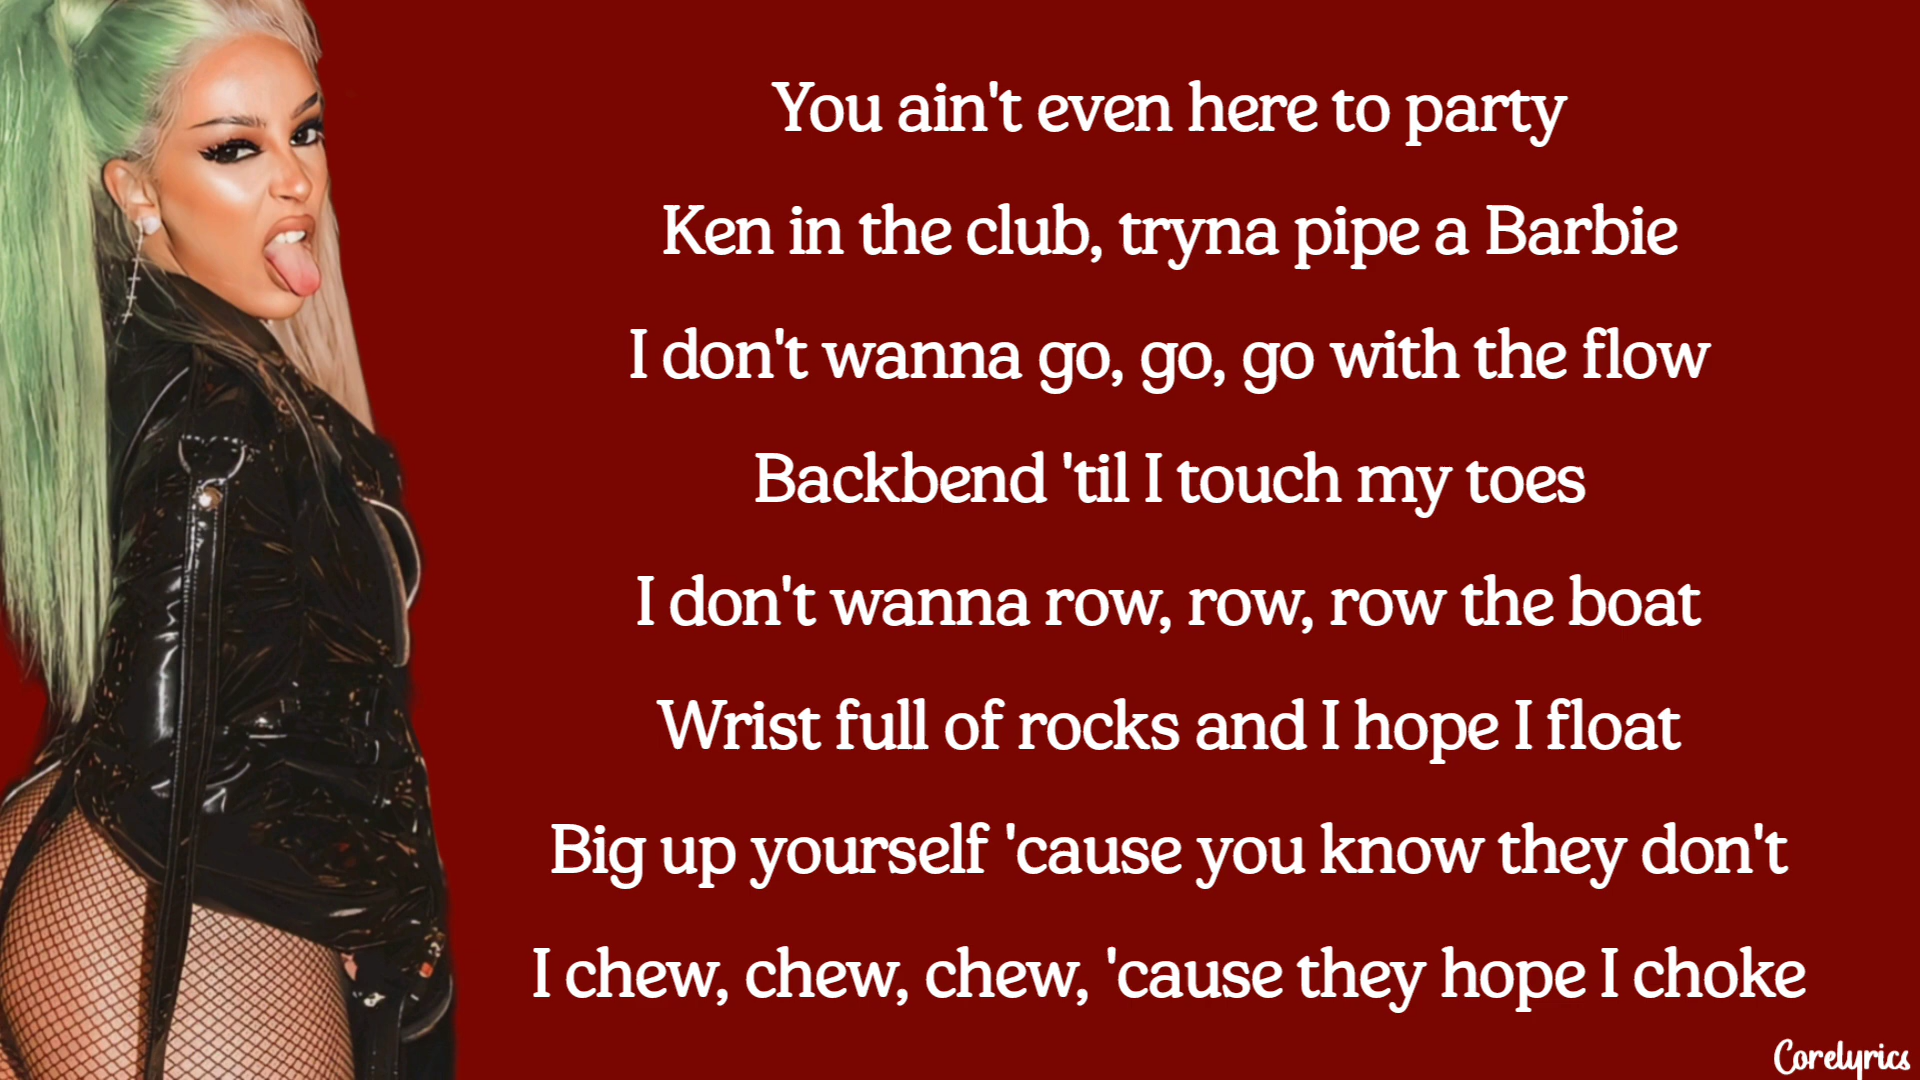 You ain't even here to party
Ken in the club, tryna pipe a Barbie
I don't wanna go, go, go with the flow
Backbend 'til I touch my toes
I don't wanna row, row, row the boat
Wrist full of rocks and I hope I float
Big up yourself 'cause you know they don't
I chew, chew, chew, 'cause they hope I choke
Corelyrics